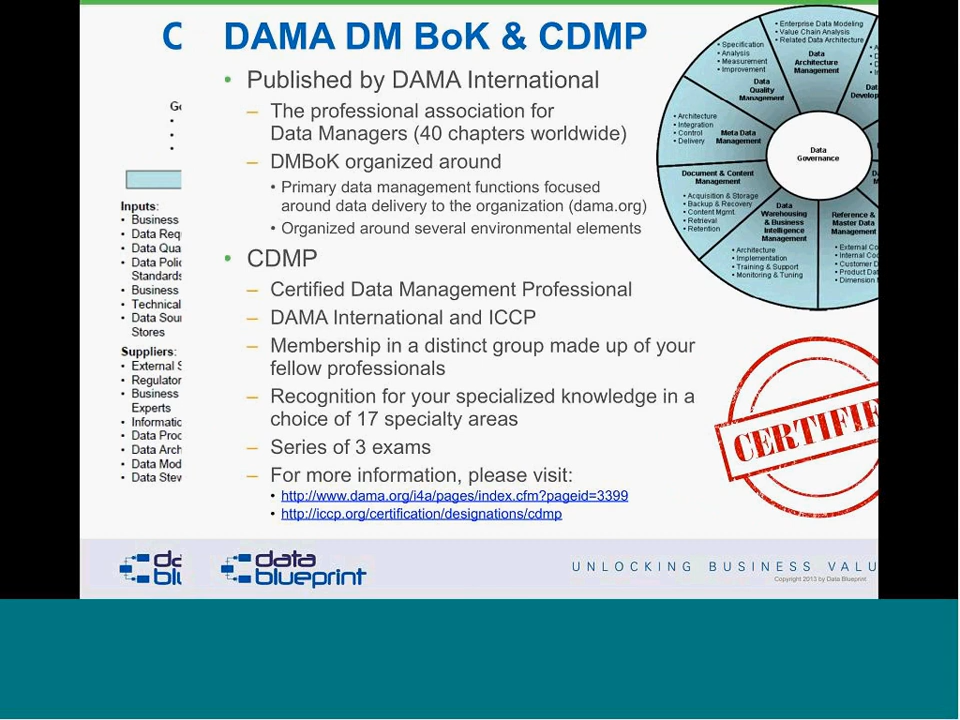 DAMA DM BoK & CDMP
• Published by DAMA International
– The professional association for
Data Managers (40 chapters worldwide)
– DMBoK organized around
• Primary data management functions focused
around data delivery to the organization (dama.org)
• Organized around several environmental elements
• CDMP
– Certified Data Management Professional
– DAMA International and ICCP
– Membership in a distinct group made up of your
fellow professionals
– Recognition for your specialized knowledge in a
choice of 17 specialty areas
– Series of 3 exams
– For more information, please visit:
• http://www.dama.org/i4a/pages/index.cfm?pageid=3399
• http://iccp.org/certification/designations/cdmp
Inputs:
• Business
• Data Req
• Data Qua
• Data Polic
Standards
• Business
• Technical
• Data Sour
Stores
Suppliers:
• External S
• Regulator
• Business
Experts
• Informatic
• Data Proc
• Data Arch
• Data Mod
• Data Stew
• Enterprise Data Modeling
• Value Chain Analysis
• Related Data Architecture
Data
Architecture
Management
• Specification
• Analysis
• Measurement
• Improvement
Data
Quality
Management
• Architecture
• Integration
• Control
• Delivery
Meta Data
Management
Document & Content
Management
• Acquisition & Storage
• Backup & Recovery
• Content Mgmt
• Retrieval
• Retention
Data
Warehousing
& Business
Intelligence
Management
• Architecture
• Implementation
• Training & Support
• Monitoring & Tuning
Reference &
Master Data
Management
• External Co
• Internal Co
• Customer D
• Product Dat
• Dimension
Data
Governance
CERTIFIE
data
blueprint
UNLOCKING BUSINESS VALU
Copyright 2013 by Data Blueprint